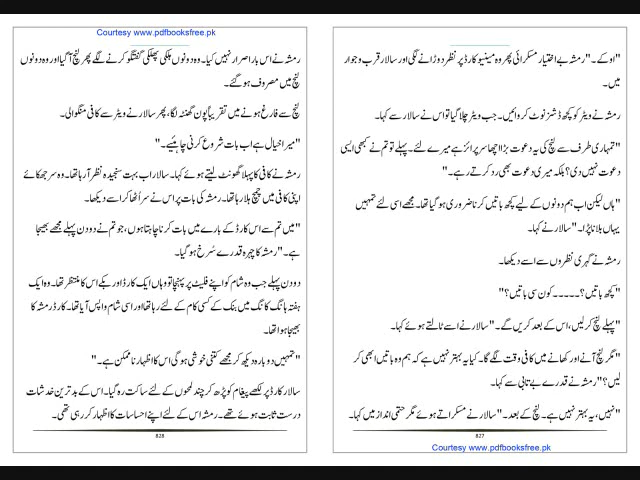 "اوکے۔" رمشہ بے اختیار مسکرائی پھر وہ مینیو کارڈ پر نظر دوڑانے لگی اور سالار قرب و جوار
میں۔
رمشہ نے ویٹر کو کچھ ڈشز نوٹ کروائیں۔ جب ویٹر چلا گیا تو اس نے سالار سے کہا۔
"تمہاری طرف سے لنچ کی یہ دعوت بڑا اچھا سرپرائز ہے میرے لئے۔ پہلے تو تم نے کبھی ایسی
دعوت نہیں دی؟ بلکہ میری دعوت بھی رد کرتے رہے۔"
"ہاں لیکن اب ہم دونوں کے لیے کچھ باتیں کرنا ضروری ہو گیا تھا۔ مجھے اسی لئے تمہیں
یہاں بلانا پڑا۔" سالار نے کہا۔
رمشہ نے گہری نظروں سے اسے دیکھا۔
"کچھ باتیں؟ ۔۔۔۔۔ کون سی باتیں؟"
"پہلے لنچ کر لیں، اس کے بعد کریں گے۔" سالار نے اسے ٹالتے ہوئے کہا۔
"مگر لنچ آنے اور کھانے میں کافی وقت لگے گا۔ کیا یہ بہتر نہیں ہے کہ ہم وہ باتیں ابھی کر
لیں؟" رمشہ نے قدرے بے تابی سے کہا۔
"نہیں، یہ بہتر نہیں ہے۔ لنچ کے بعد۔" سالار نے مسکراتے ہوئے مگر حتمی انداز میں کہا۔
827
Courtesy www.pdfbooksfree.pk
Courtesy www.pdfbooksfree.pk
رمشہ نے اس بار اصرار نہیں کیا۔ وہ دونوں ہلکی پھلکی گفتگو کرنے لگے پھر لنچ آگیا اور وہ دونوں
لنچ میں مصروف ہو گئے۔
لنچ سے فارغ ہونے میں تقریباً پون گھنٹہ لگا، پھر سالار نے ویٹر سے کافی منگوالی۔
"میرا خیال ہے اب بات شروع کرنی چاہئیے۔"
رمشہ نے کافی کا پہلا گھونٹ لیتے ہوئے کہا۔ سالار اب بہت سنجیدہ نظر آرہا تھا۔ وہ سر جھکائے
اپنی کافی میں چمچ ہلا رہا تھا۔ رمشہ کی بات پر اس نے سر اُٹھا کر اسے دیکھا۔
"میں تم سے اس کارڈ کے بارے میں بات کرنا چاہتا ہوں، جو تم نے دو دن پہلے مجھے بھیجا
ہے۔" رمشہ کا چہرہ قدرے سُرخ ہو گیا۔
دو دن پہلے جب وہ شام کو اپنے فلیٹ پر پہنچا تو وہاں ایک کارڈ اور بکے اس کا منتظر تھا۔ وہ ایک
ہفتہ ہانگ کانگ میں بنک کے کسی کام کے لئے رہا تھا اور اسی شام واپس آیا تھا۔ کارڈ رمشہ کا
بھیجا ہوا تھا۔
"تمہیں دوبارہ دیکھ کر مجھے کتنی خوشی ہو گی اس کا اظہار ناممکن ہے۔"
سالار کارڈ پر لکھے پیغام کو پڑھ کر چند لمحوں کے لئے ساکت رہ گیا۔ اس کے بدترین خدشات
درست ثابت ہوئے تھے۔ رمشہ اس کے لئے اپنے احساسات کا اظہار کر رہی تھی۔
828